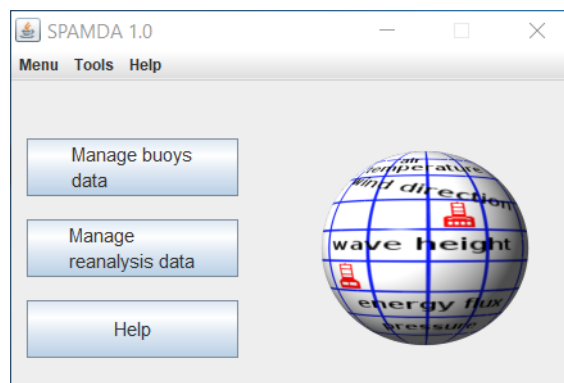 SPAMDA 1.0
Menu Tools Help
Manage buoys
data
Manage
reanalysis data
Help
air
temperature
wind direction
wave height
energy flux
pressure